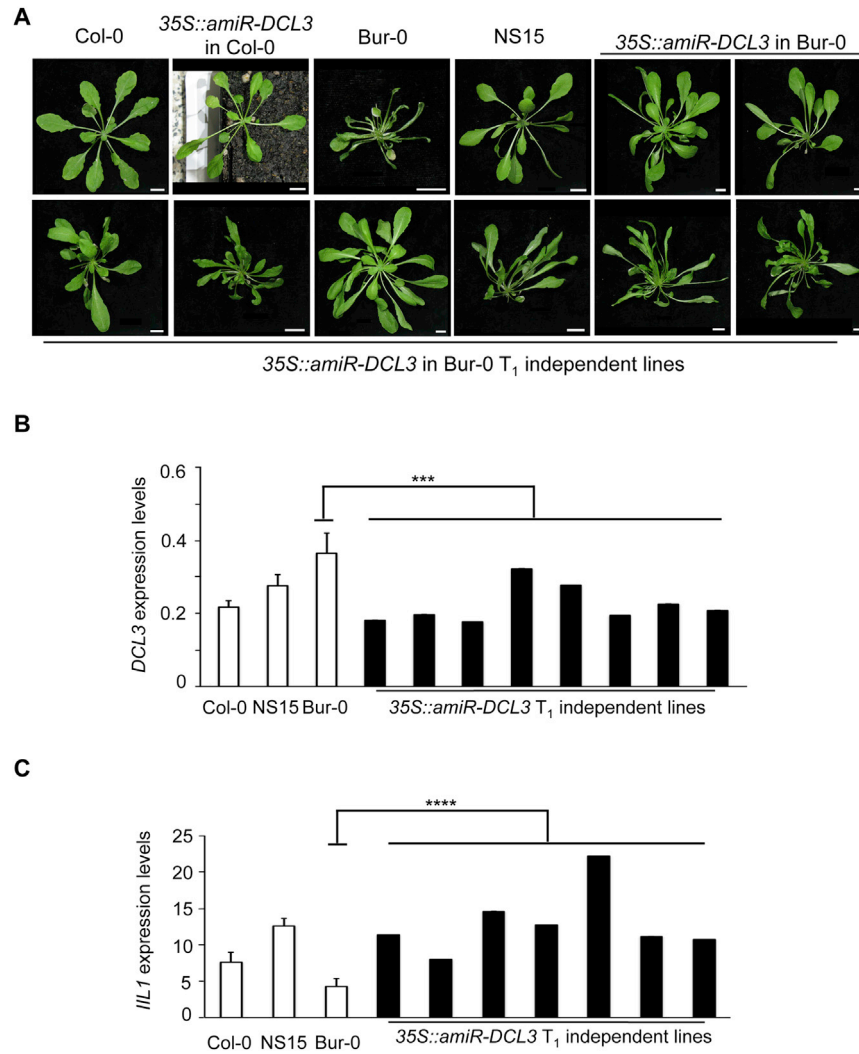 A
Col-0
35S::amiR-DCL3
in Col-0
Bur-0
NS15
35S::amiR-DCL3 in Bur-0
35S::amiR-DCL3 in Bur-0 T1 independent lines
B
DCL3 expression levels
0.6
0.4
0.2
0
***
Col-0 NS15 Bur-0
35S::amiR-DCL3 T1 independent lines
C
IIL1 expression levels
25
20
15
10
5
0
****
Col-0 NS15 Bur-0
35S::amiR-DCL3 T1 independent lines